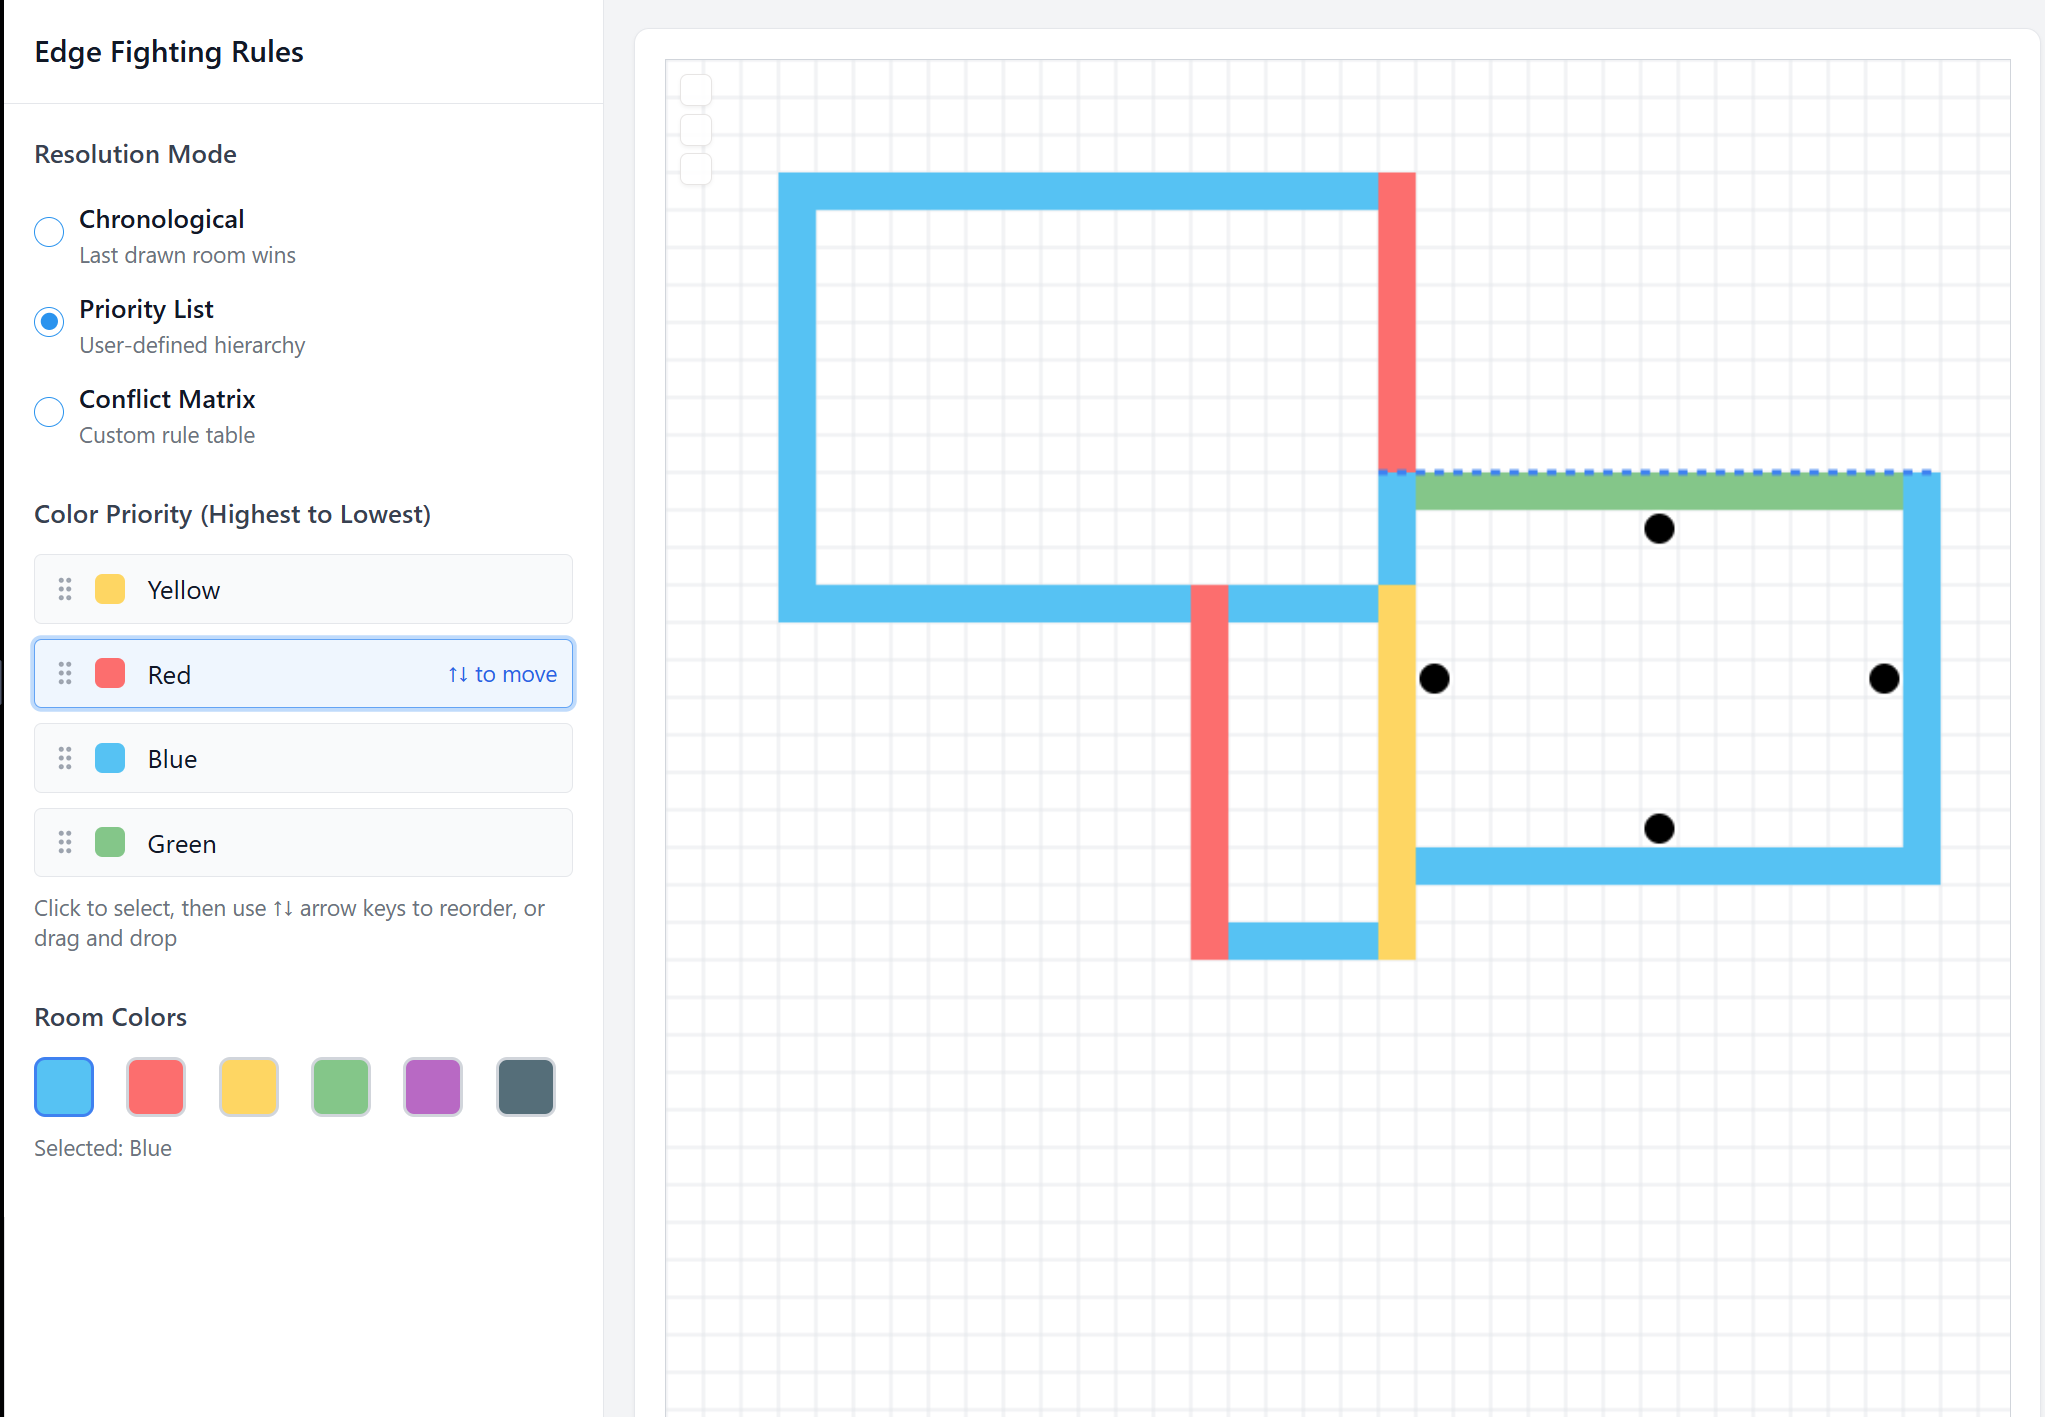 Edge Fighting Rules
Resolution Mode
Chronological
Last drawn room wins
Priority List
User-defined hierarchy
Conflict Matrix
Custom rule table
Color Priority (Highest to Lowest)
Yellow
Red ↑↓ to move
Blue
Green
Click to select, then use ↑↓ arrow keys to reorder, or
drag and drop
Room Colors
Selected: Blue